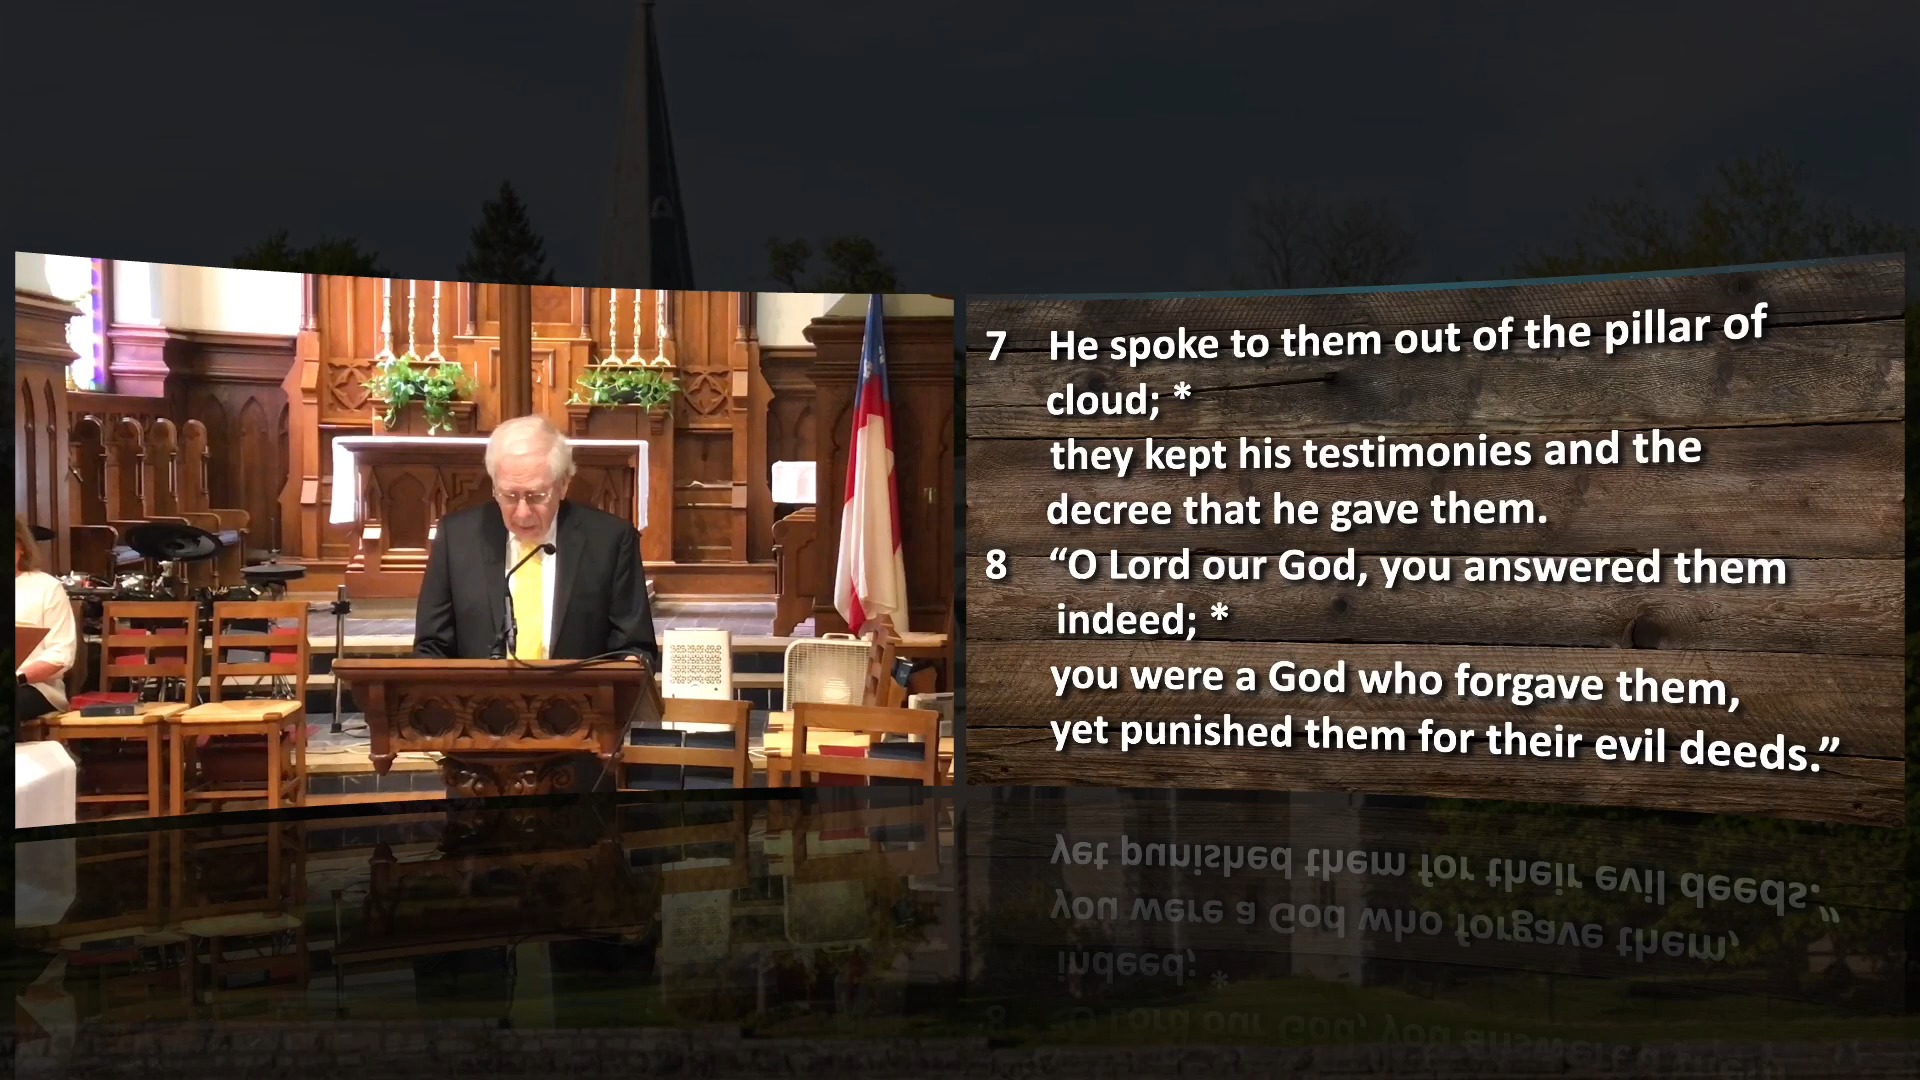 7 He spoke to them out of the pillar of
cloud; *
they kept his testimonies and the
decree that he gave them.
8 “O Lord our God, you answered them
indeed; *
you were a God who forgave them,
yet punished them for their evil deeds.”